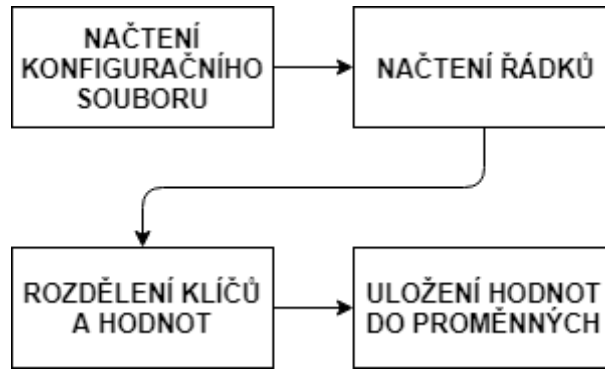 NAČTENÍ
KONFIGURAČNÍHO
SOUBORU
NAČTENÍ ŘÁDKŮ
ROZDĚLENÍ KLÍČŮ
A HODNOT
ULOŽENÍ HODNOT
DO PROMĚNNÝCH